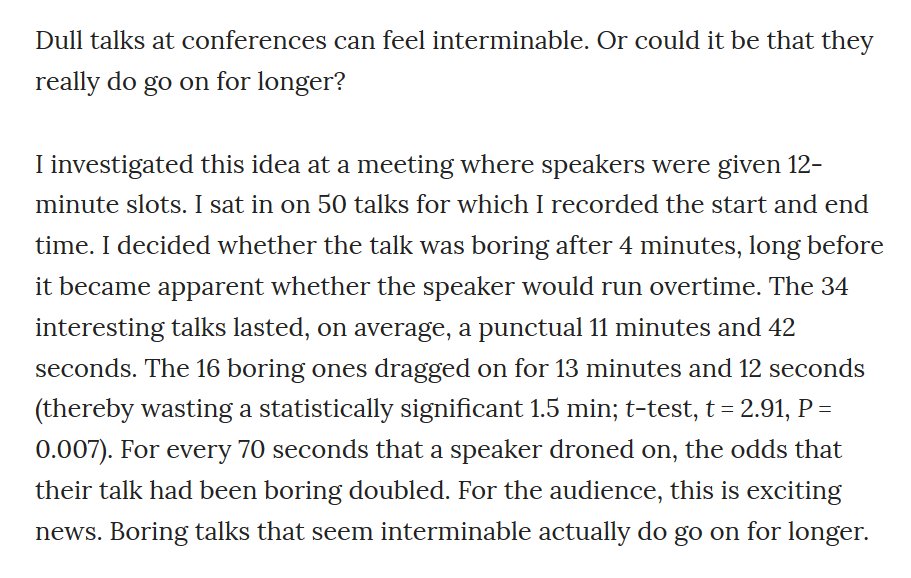 Dull talks at conferences can feel interminable. Or could it be that they
really do go on for longer?
I investigated this idea at a meeting where speakers were given 12-
minute slots. I sat in on 50 talks for which I recorded the start and end
time. I decided whether the talk was boring after 4 minutes, long before
it became apparent whether the speaker would run overtime. The 34
interesting talks lasted, on average, a punctual 11 minutes and 42
seconds. The 16 boring ones dragged on for 13 minutes and 12 seconds
(thereby wasting a statistically significant 1.5 min; t-test, t = 2.91, P =
0.007). For every 70 seconds that a speaker droned on, the odds that
their talk had been boring doubled. For the audience, this is exciting
news. Boring talks that seem interminable actually do go on for longer.